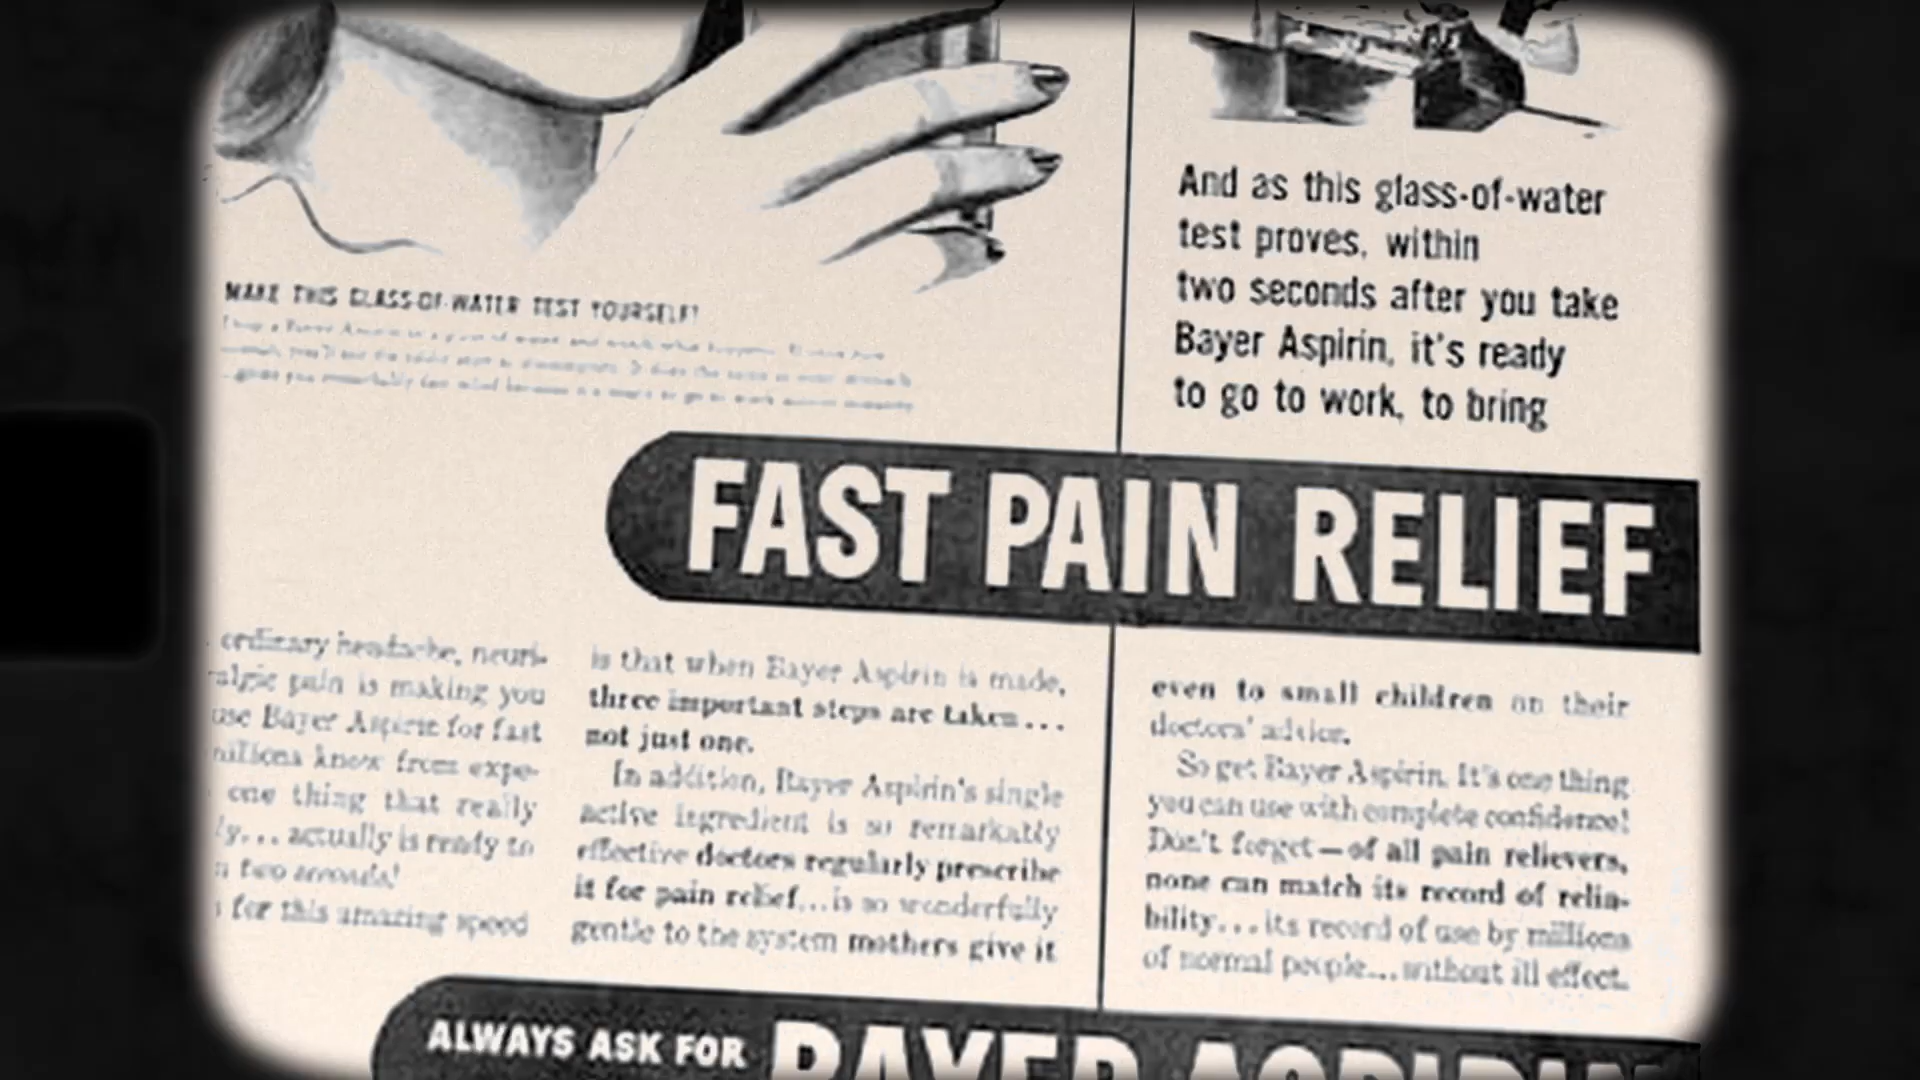 MAKE THIS GLASS-OF-WATER TEST YOURSELF!
And as this glass-of-water
test proves, within
two seconds after you take
Bayer Aspirin, it's ready
to go to work, to bring
FAST PAIN RELIEF
ordinary headache, neuri-
pain is making you
use Bayer Aspirin for fast
millions know from expe-
one thing that really
actually is ready to
two seconds!
for this amazing speed
is that when Bayer Aspirin is made,
three important steps are taken...
not just one.
In addition, Bayer Aspirin's single
active ingredient is so remarkably
effective doctors regularly prescribe
it for pain relief...is so wonderfully
gentle to the system mothers give it
even to small children on their
doctors' advice.
So get Bayer Aspirin. It's one thing
you can use with complete confidence!
Don't forget—of all pain relievers,
none can match its record of relia-
bility...its record of use by millions
of normal people...without ill effect.
ALWAYS ASK FOR BAYER ASPIRIN